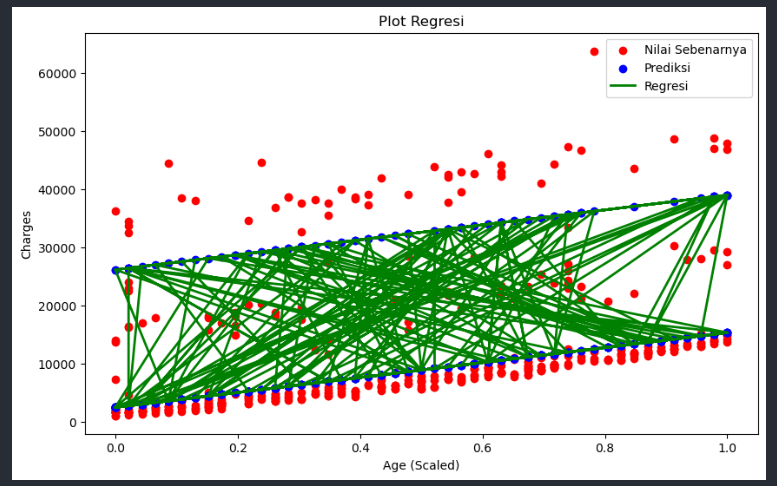 Plot Regresi
Nilai Sebenarnya
Prediksi
Regresi
60000
50000
40000
30000
20000
10000
0
Charges
0.0 0.2 0.4 0.6 0.8 1.0
Age (Scaled)